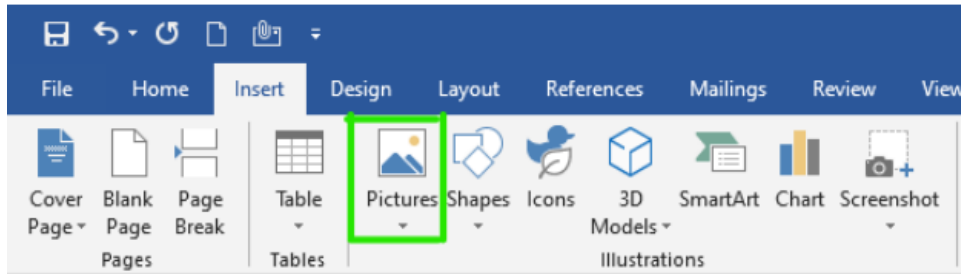 File Home Insert Design Layout References Mailings Review View
Cover Blank Page Table Pictures Shapes Icons 3D SmartArt Chart Screenshot
Page Page Break Models
Pages Tables Illustrations